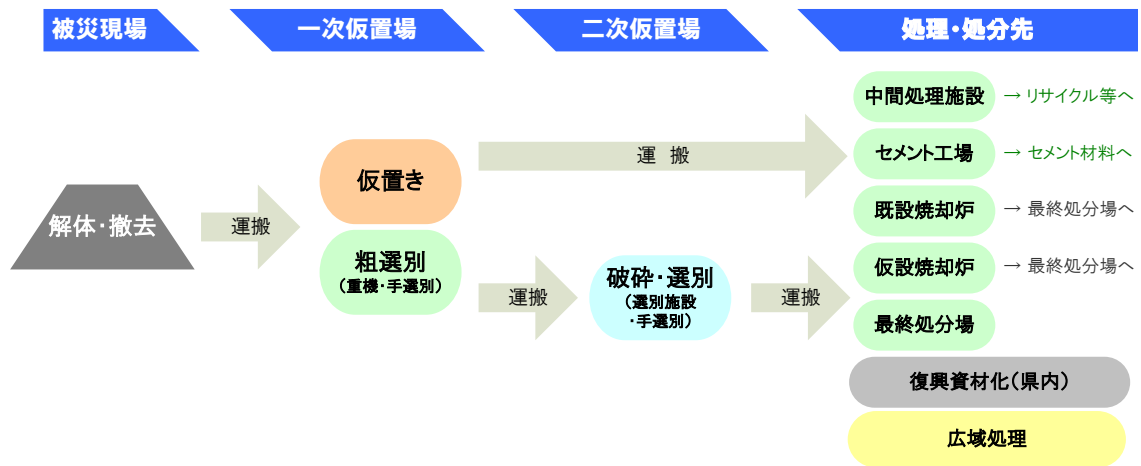 被災現場
一次仮置場
二次仮置場
処理・処分先
解体・撤去
運搬
仮置き
粗選別
（重機・手選別）
運　搬
運搬
破砕・選別
（選別施設
・手選別）
運搬
中間処理施設
→ リサイクル等へ
セメント工場
→ セメント材料へ
既設焼却炉
→ 最終処分場へ
仮設焼却炉
→ 最終処分場へ
最終処分場
復興資材化（県内）
広域処理